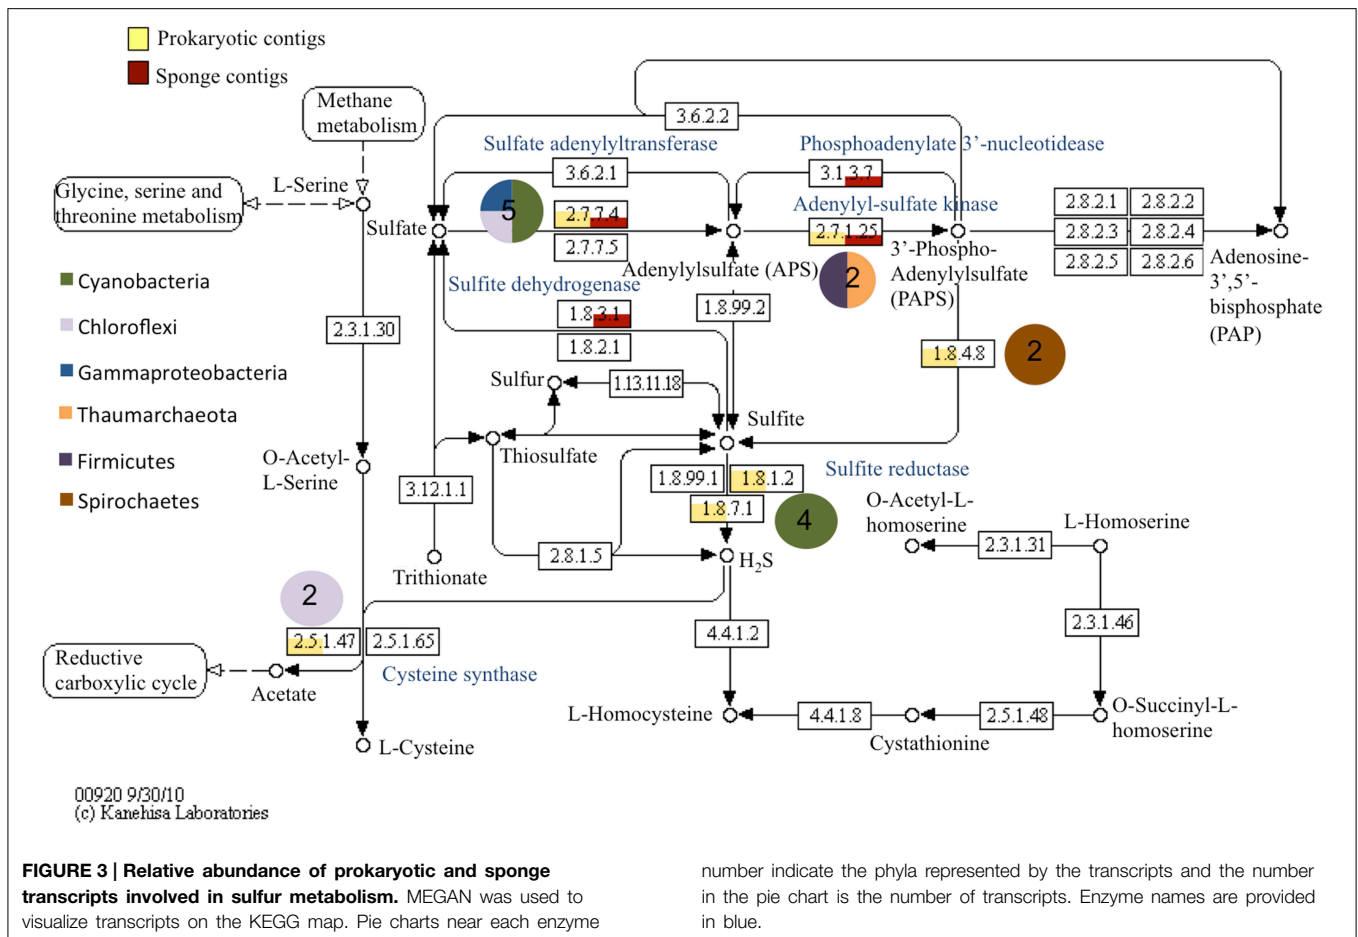 Prokaryotic contigs
Sponge contigs
Methane
metabolism
3.6.2.2
Sulfate adenylyltransferase
Phosphoadenylate 3'-nucleotidease
3.6.2.1
3.1.3.7
Glycine, serine and
threonine metabolism
L-Serine
Sulfate
5
2.7.7.4
2.7.7.5
Adenylyl-sulfate kinase
2.7.1.25
2.8.2.1
2.8.2.2
2.8.2.3
2.8.2.4
2.8.2.5
2.8.2.6
Adenylylsulfate (APS)
2
3'-Phospho-
Adenylylsulfate
(PAPS)
Adenosine-
3',5'-
bisphosphate
(PAP)
Cyanobacteria
Chloroflexi
Gammaproteobacteria
Thaumarchaeota
Firmicutes
Spirochaetes
Sulfite dehydrogenase
1.8.3.1
1.8.2.1
1.8.99.2
2.3.1.30
1.8.4.8
2
Sulfur
1.13.11.18
Sulfite
Thiosulfate
O-Acetyl-
L-Serine
3.12.1.1
1.8.99.1
1.8.1.2
1.8.7.1
Sulfite reductase
4
O-Acetyl-L-
homoserine
L-Homoserine
2.3.1.31
Trithionate
2.8.1.5
H2S
2
2.5.1.47
2.5.1.65
4.4.1.2
2.3.1.46
Reductive
carboxylic cycle
Acetate
Cysteine synthase
L-Homocysteine
4.4.1.8
Cystathionine
2.5.1.48
O-Succinyl-L-
homoserine
L-Cysteine
00920 9/30/10
(c) Kanehisa Laboratories
FIGURE 3 | Relative abundance of prokaryotic and sponge
transcripts involved in sulfur metabolism. MEGAN was used to
visualize transcripts on the KEGG map. Pie charts near each enzyme
number indicate the phyla represented by the transcripts and the number
in the pie chart is the number of transcripts. Enzyme names are provided
in blue.